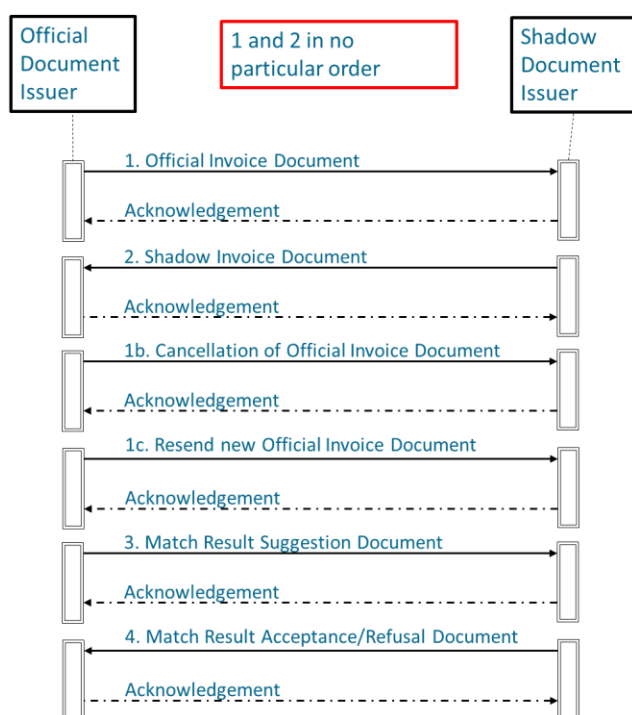 Official
Document
Issuer
1 and 2 in no
particular order
Shadow
Document
Issuer
1. Official Invoice Document
Acknowledgement
2. Shadow Invoice Document
Acknowledgement
1b. Cancellation of Official Invoice Document
Acknowledgement
1c. Resend new Official Invoice Document
Acknowledgement
3. Match Result Suggestion Document
Acknowledgement
4. Match Result Acceptance/Refusal Document
Acknowledgement